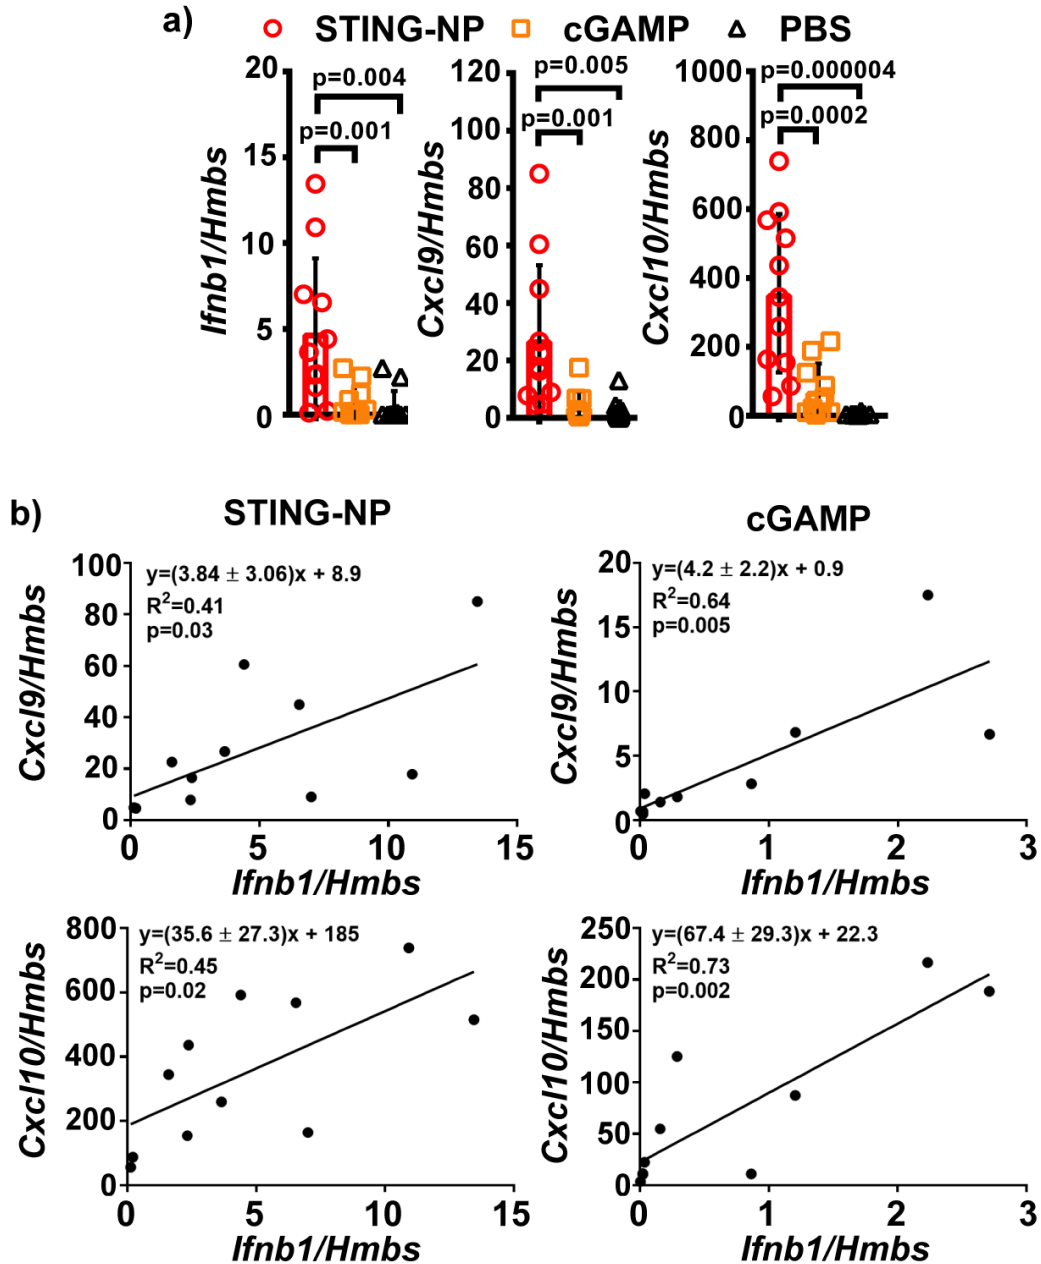 a) STING-NP cGAMP PBS
Ifnb1/Hmbs
20
15
10
5
0
p=0.004
p=0.001
Cxcl9/Hmbs
120
100
80
60
40
20
0
p=0.005
p=0.001
Cxcl10/Hmbs
1000
800
600
400
200
0
p=0.000004
p=0.0002
b) STING-NP cGAMP
Cxcl9/Hmbs
100
80
60
40
20
0
y=(3.84 ± 3.06)x + 8.9
R²=0.41
p=0.03
0 5 10 15
Ifnb1/Hmbs
Cxcl9/Hmbs
20
15
10
5
0
y=(4.2 ± 2.2)x + 0.9
R²=0.64
p=0.005
0 1 2 3
Ifnb1/Hmbs
Cxcl10/Hmbs
800
600
400
200
0
y=(35.6 ± 27.3)x + 185
R²=0.45
p=0.02
0 5 10 15
Ifnb1/Hmbs
Cxcl10/Hmbs
250
200
150
100
50
0
y=(67.4 ± 29.3)x + 22.3
R²=0.73
p=0.002
0 1 2 3
Ifnb1/Hmbs